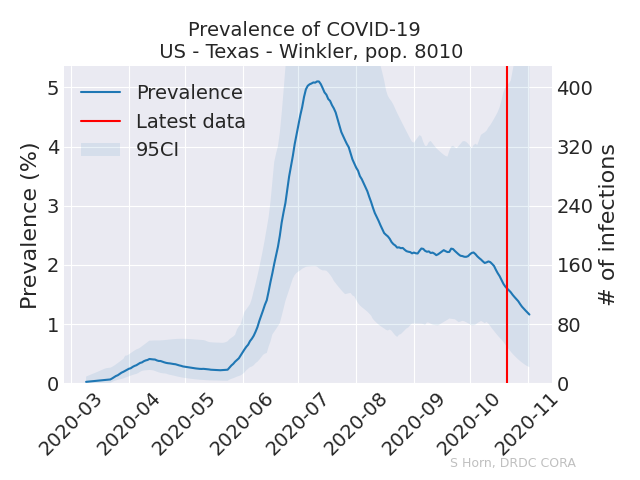 Prevalence of COVID-19
US - Texas - Winkler, pop. 8010
Prevalence
Latest data
95CI
Prevalence (%)
5
4
3
2
1
0
# of infections
400
320
240
160
80
0
2020-03
2020-04
2020-05
2020-06
2020-07
2020-08
2020-09
2020-10
2020-11
S Horn, DRDC CORA